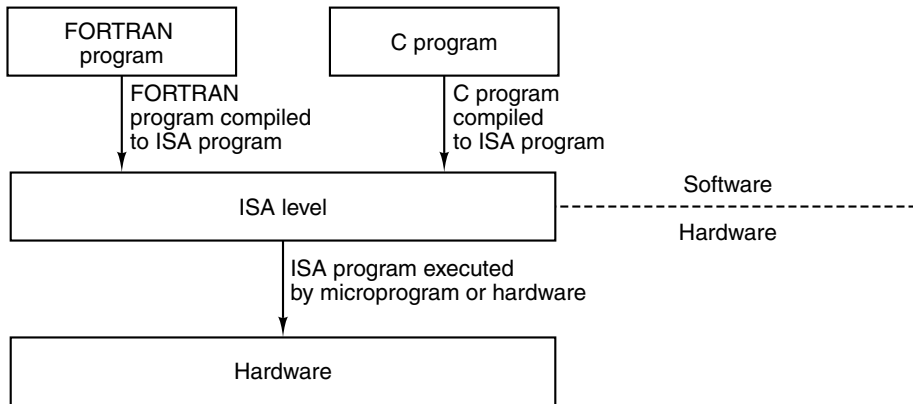 FORTRAN
program
C program
FORTRAN
program compiled
to ISA program
C program
compiled
to ISA program
ISA level
Software
Hardware
ISA program executed
by microprogram or hardware
Hardware